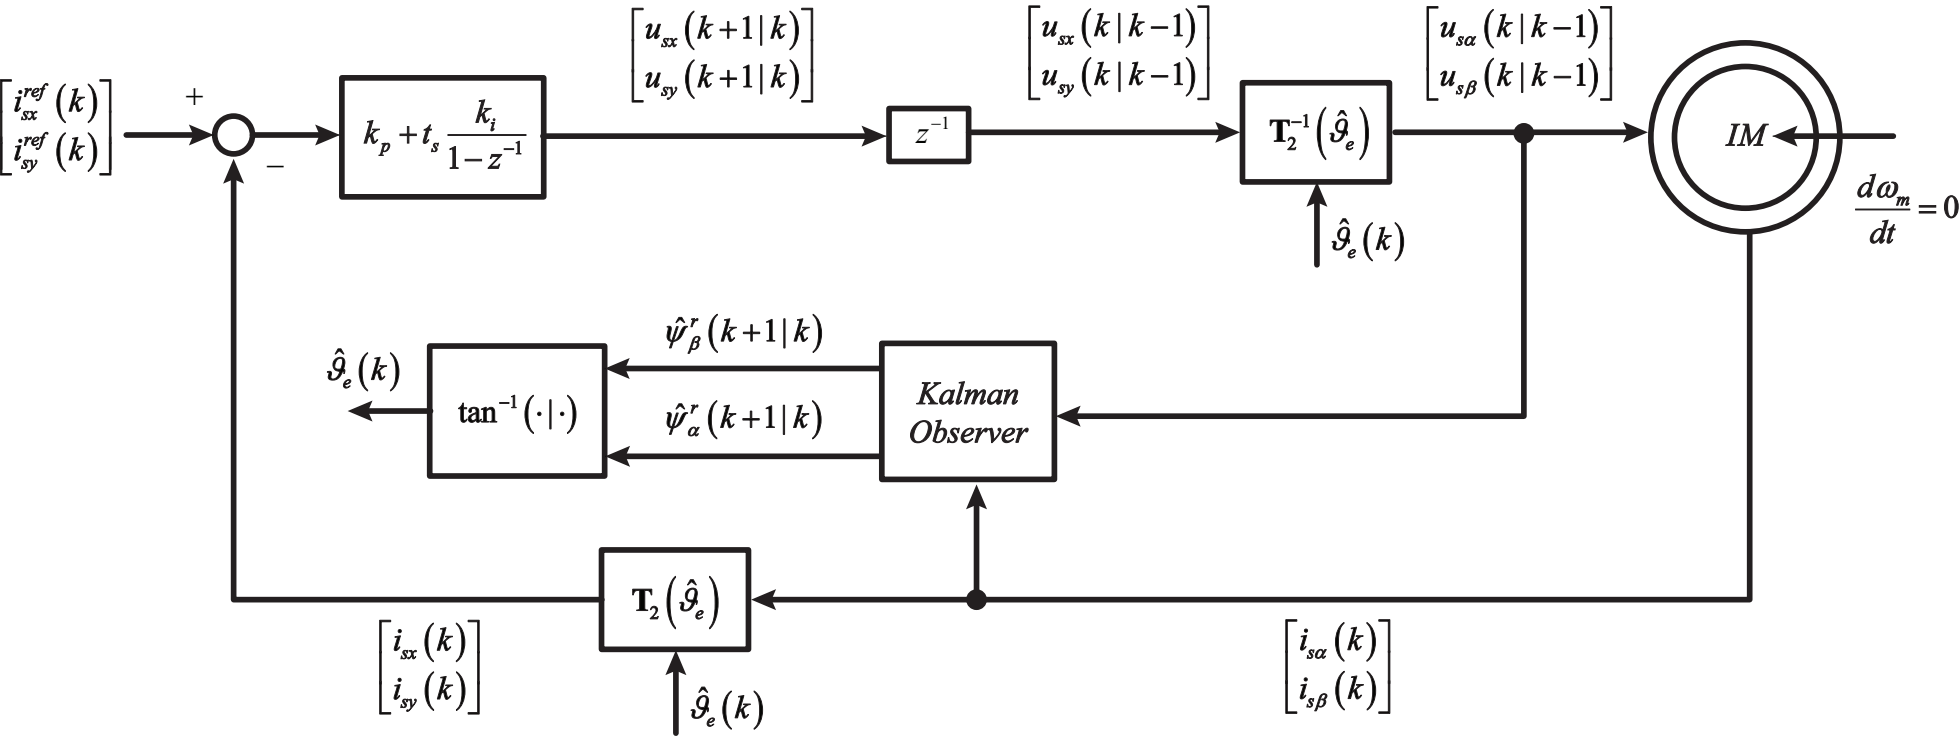 [u_sx(k+1|k)
u_sy(k+1|k)]
[u_sx(k|k−1)
u_sy(k|k−1)]
[u_sα(k|k−1)
u_sβ(k|k−1)]
[i_sx^ref(k)
i_sy^ref(k)]
+
−
k_p + t_s k_i/(1−z^−1)
z^−1
T_2^−1(ϑ̂_e)
IM
dω_m/dt = 0
ϑ̂_e(k)
ψ̂_β^r(k+1|k)
ϑ̂_e(k)
tan^−1(·|·)
ψ̂_α^r(k+1|k)
Kalman
Observer
T_2(ϑ̂_e)
[i_sx(k)
i_sy(k)]
ϑ̂_e(k)
[i_sα(k)
i_sβ(k)]